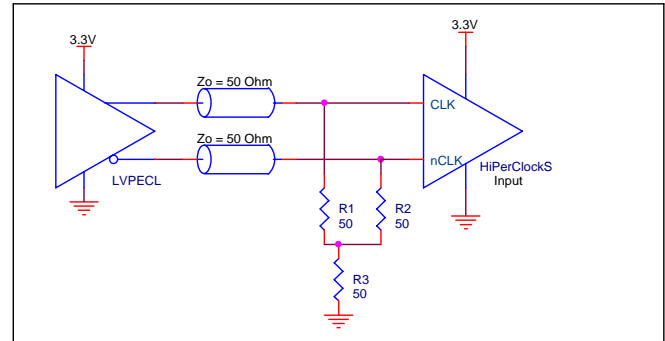 3.3V
3.3V
Zo = 50 Ohm
CLK
Zo = 50 Ohm
nCLK
LVPECL
HiPerClockS
Input
R1
50
R2
50
R3
50